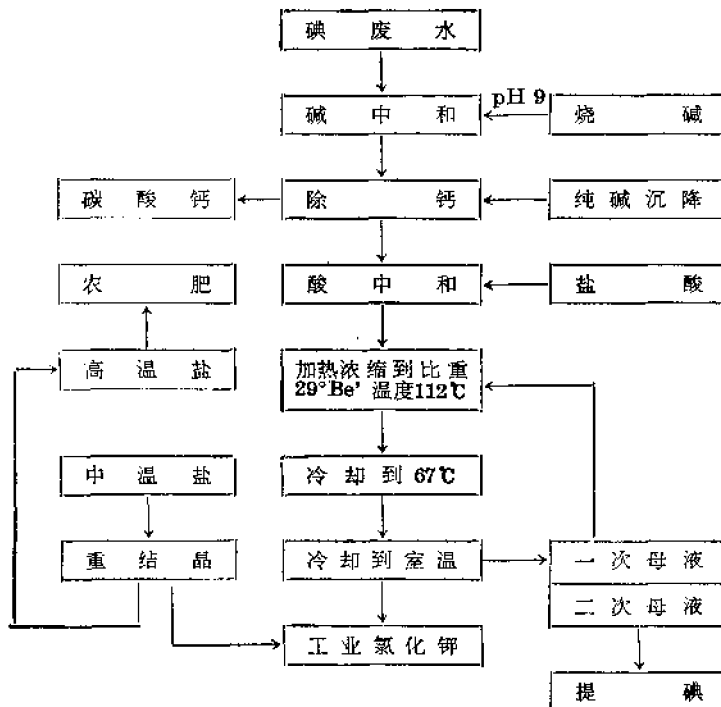 碘废水
碱中和
pH 9
烧碱
碳酸钙
除钙
纯碱沉降
农肥
酸中和
盐酸
高温盐
加热浓缩到比重
29°Be' 温度112℃
中温盐
冷却到67℃
重结晶
冷却到室温
一次母液
二次母液
工业氯化钾
提碘